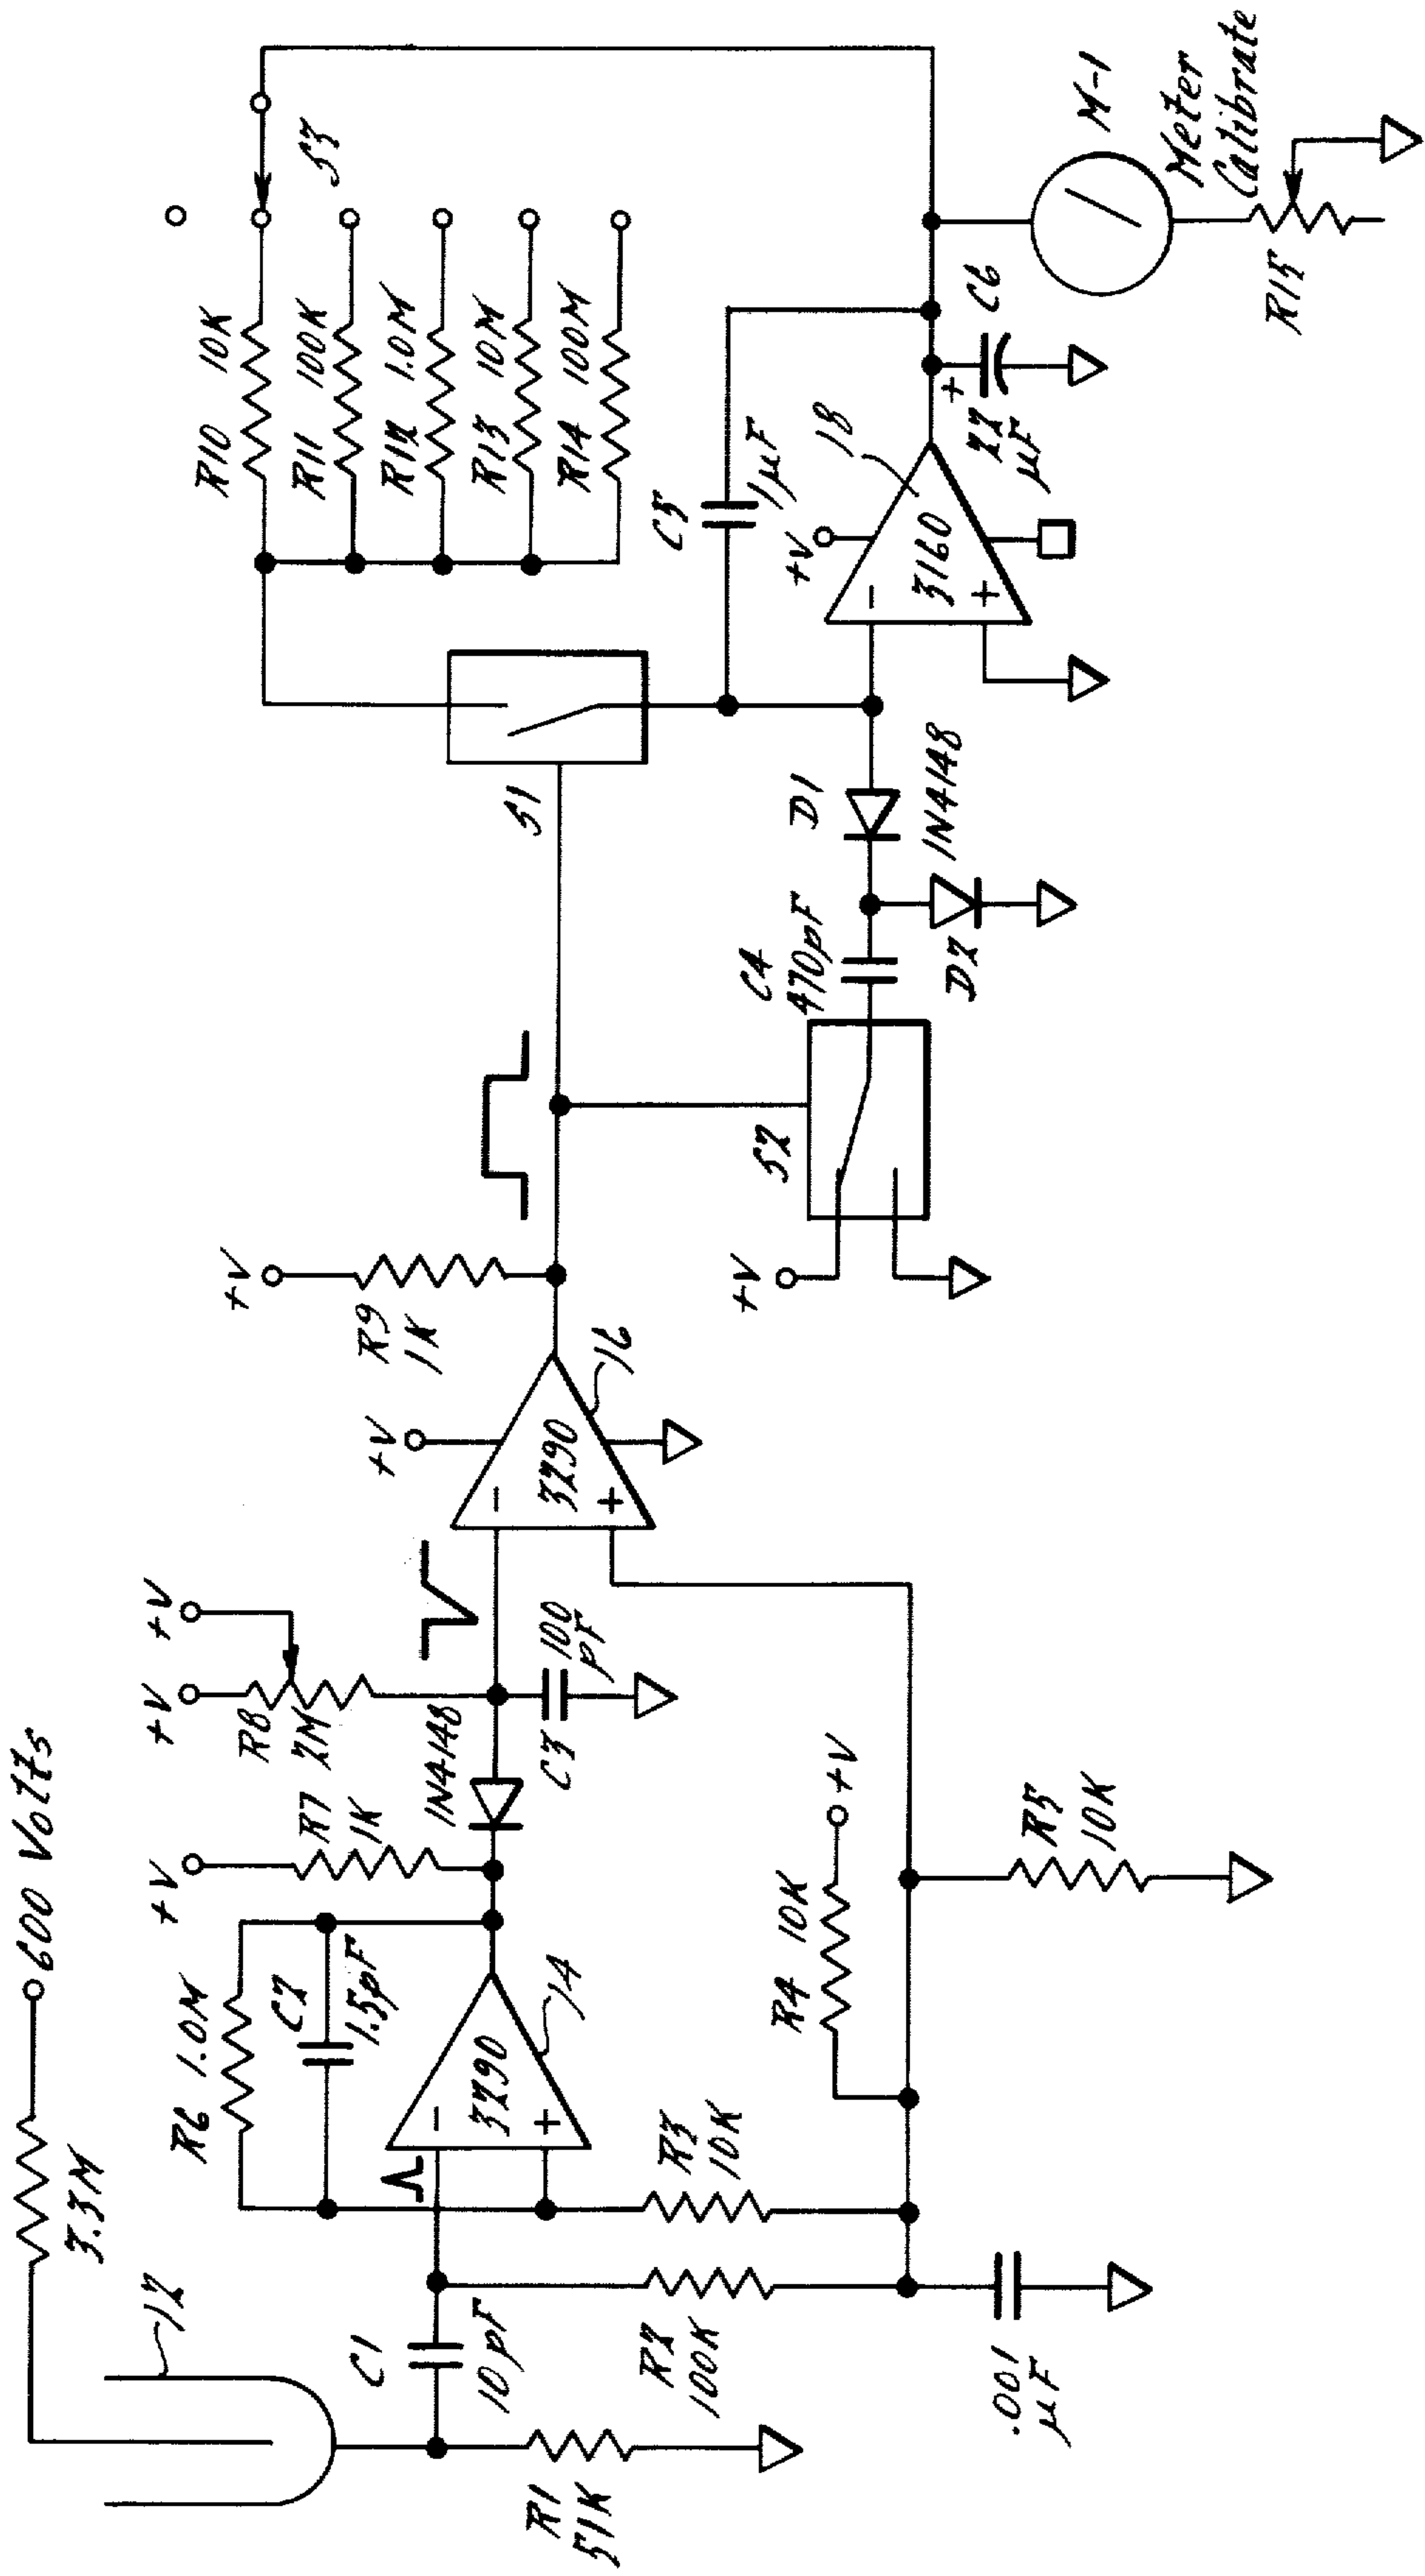 600 Volts
3.3M
12
C1
10pF
R1
51K
R2
100K
.001
µF
R3
10K
R6 1.0M
C2
1.5pF
-
3290
+
14
+V
R7
1K
1N4148
R4 10K
+V
R5
10K
+V
+V
R8
2M
C3
100
pF
+V
-
3290
+
16
+V
R9
1K
+V
S2
C4
470pF
D2
D1
1N4148
S1
R10 10K
R11 100K
R12 1.0M
R13 10M
R14 100M
S3
C5
1µF
+V
-
3160
+
18
+
22
µF
C6
M-1
Meter
Calibrate
R15